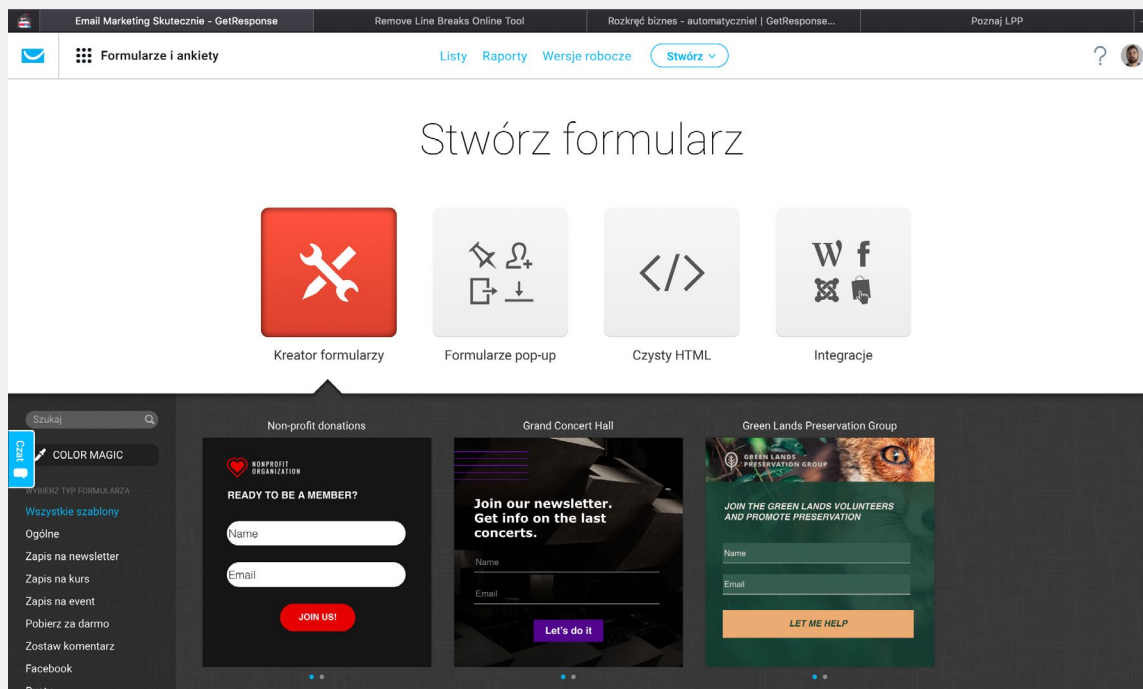 Email Marketing Skutecznie - GetResponse
Remove Line Breaks Online Tool
Rozkręć biznes - automatycznie! | GetResponse...
Poznaj LPP
Formularze i ankiety
Listy
Raporty
Wersje robocze
Stwórz
?
Stwórz formularz
</>
W f
Kreator formularzy
Formularze pop-up
Czysty HTML
Integracje
Szukaj
Czat
COLOR MAGIC
WYBIERZ TYP FORMULARZA
Wszystkie szablony
Ogólne
Zapis na newsletter
Zapis na kurs
Zapis na event
Pobierz za darmo
Zostaw komentarz
Facebook
Non-profit donations
NONPROFIT
ORGANIZATION
READY TO BE A MEMBER?
Name
Email
JOIN US!
Grand Concert Hall
Join our newsletter.
Get info on the last
concerts.
Name
Email
Let's do it
Green Lands Preservation Group
GREEN LANDS
PRESERVATION GROUP
JOIN THE GREEN LANDS VOLUNTEERS
AND PROMOTE PRESERVATION
Name
Email
LET ME HELP